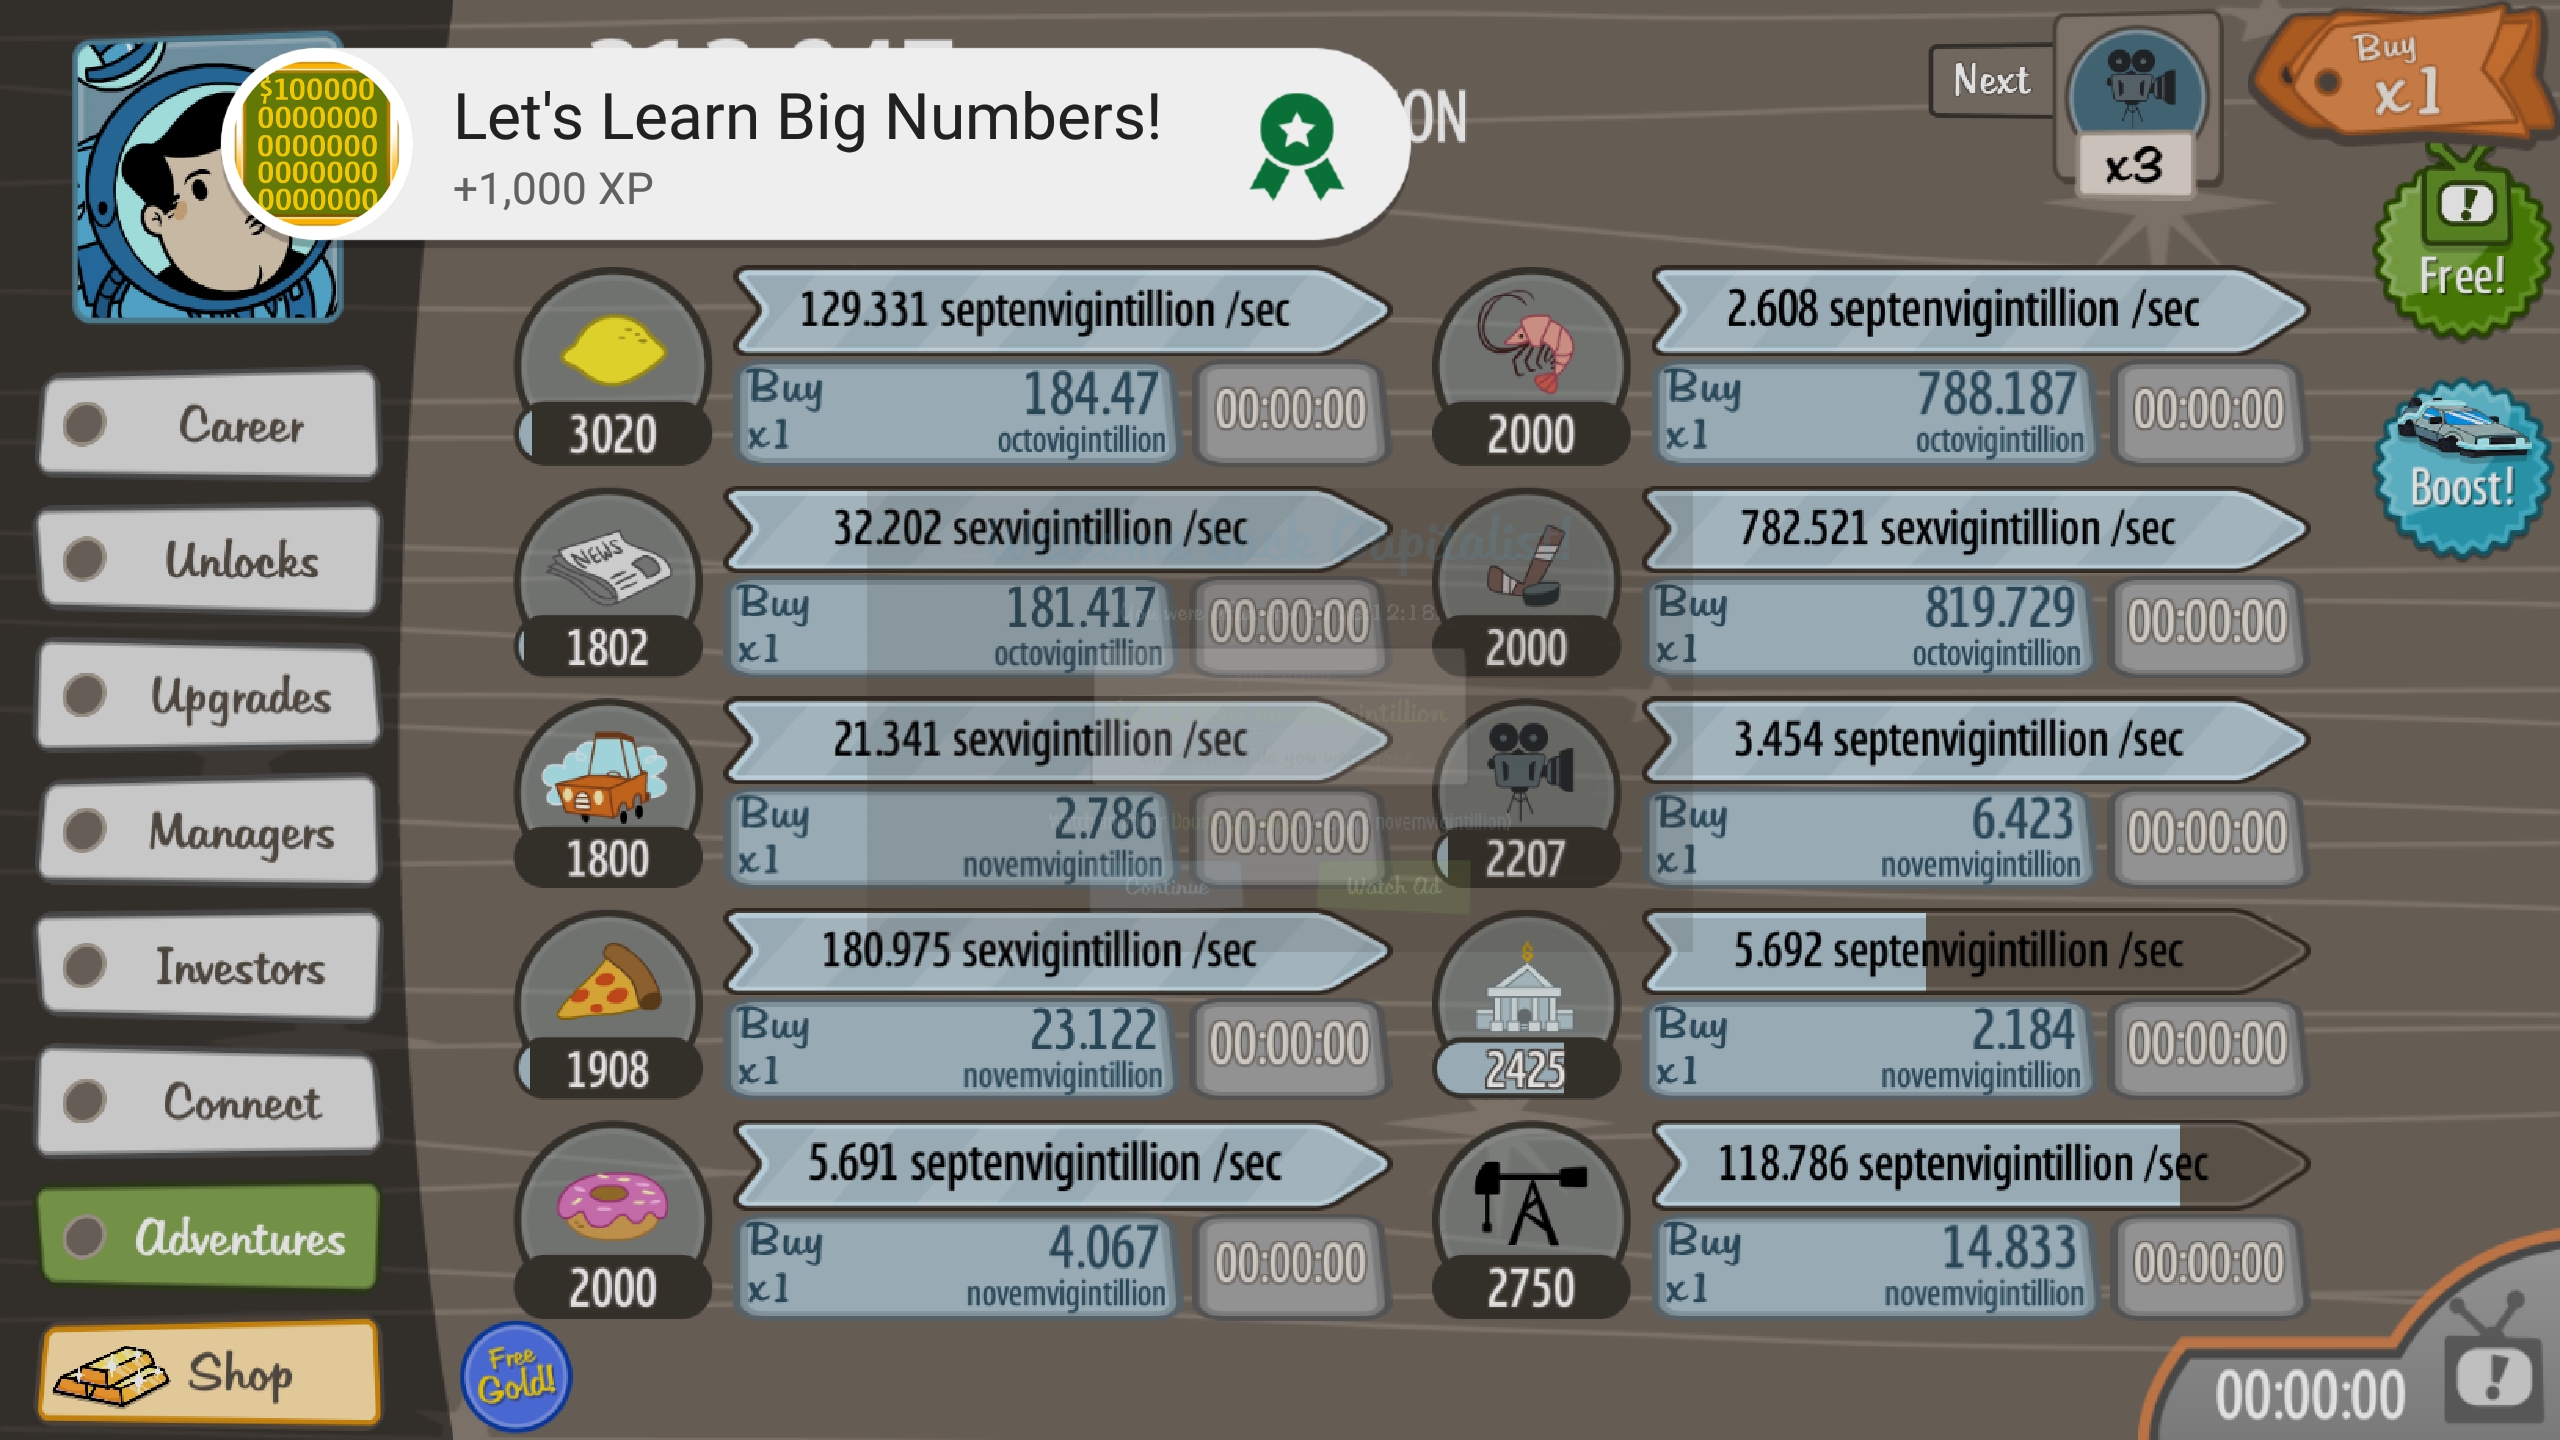 $100000
0000000
0000000
0000000
0000000
Let's Learn Big Numbers!
+1,000 XP
ON
Next
x3
Buy
x1
Free!
Boost!
Career
Unlocks
Upgrades
Managers
Investors
Connect
Adventures
Shop
Free
Gold!
129.331 septenvigintillion /sec
3020
Buy
x1
184.47
octovigintillion
00:00:00
2.608 septenvigintillion /sec
2000
Buy
x1
788.187
octovigintillion
00:00:00
32.202 sexvigintillion /sec
NEWS
1802
Buy
x1
181.417
octovigintillion
00:00:00
782.521 sexvigintillion /sec
2000
Buy
x1
819.729
octovigintillion
00:00:00
21.341 sexvigintillion /sec
1800
Buy
x1
2.786
novemvigintillion
00:00:00
3.454 septenvigintillion /sec
2207
Buy
x1
6.423
novemvigintillion
00:00:00
Continue
Watch Ad
180.975 sexvigintillion /sec
1908
Buy
x1
23.122
novemvigintillion
00:00:00
5.692 septenvigintillion /sec
$
2425
Buy
x1
2.184
novemvigintillion
00:00:00
5.691 septenvigintillion /sec
2000
Buy
x1
4.067
novemvigintillion
00:00:00
118.786 septenvigintillion /sec
2750
Buy
x1
14.833
novemvigintillion
00:00:00
00:00:00